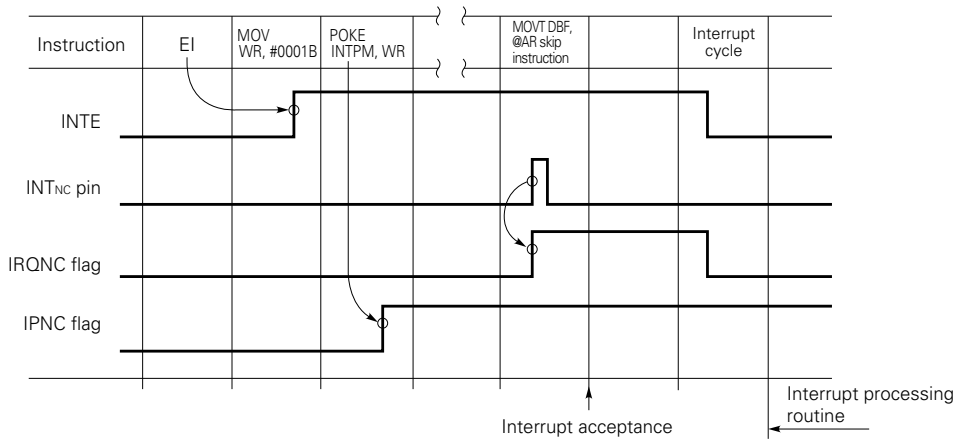 Instruction
EI
MOV
WR, #0001B
POKE
INTPM, WR
MOVT DBF,
@AR skip
instruction
Interrupt
cycle
INTE
INTNC pin
IRQNC flag
IPNC flag
Interrupt acceptance
Interrupt processing
routine